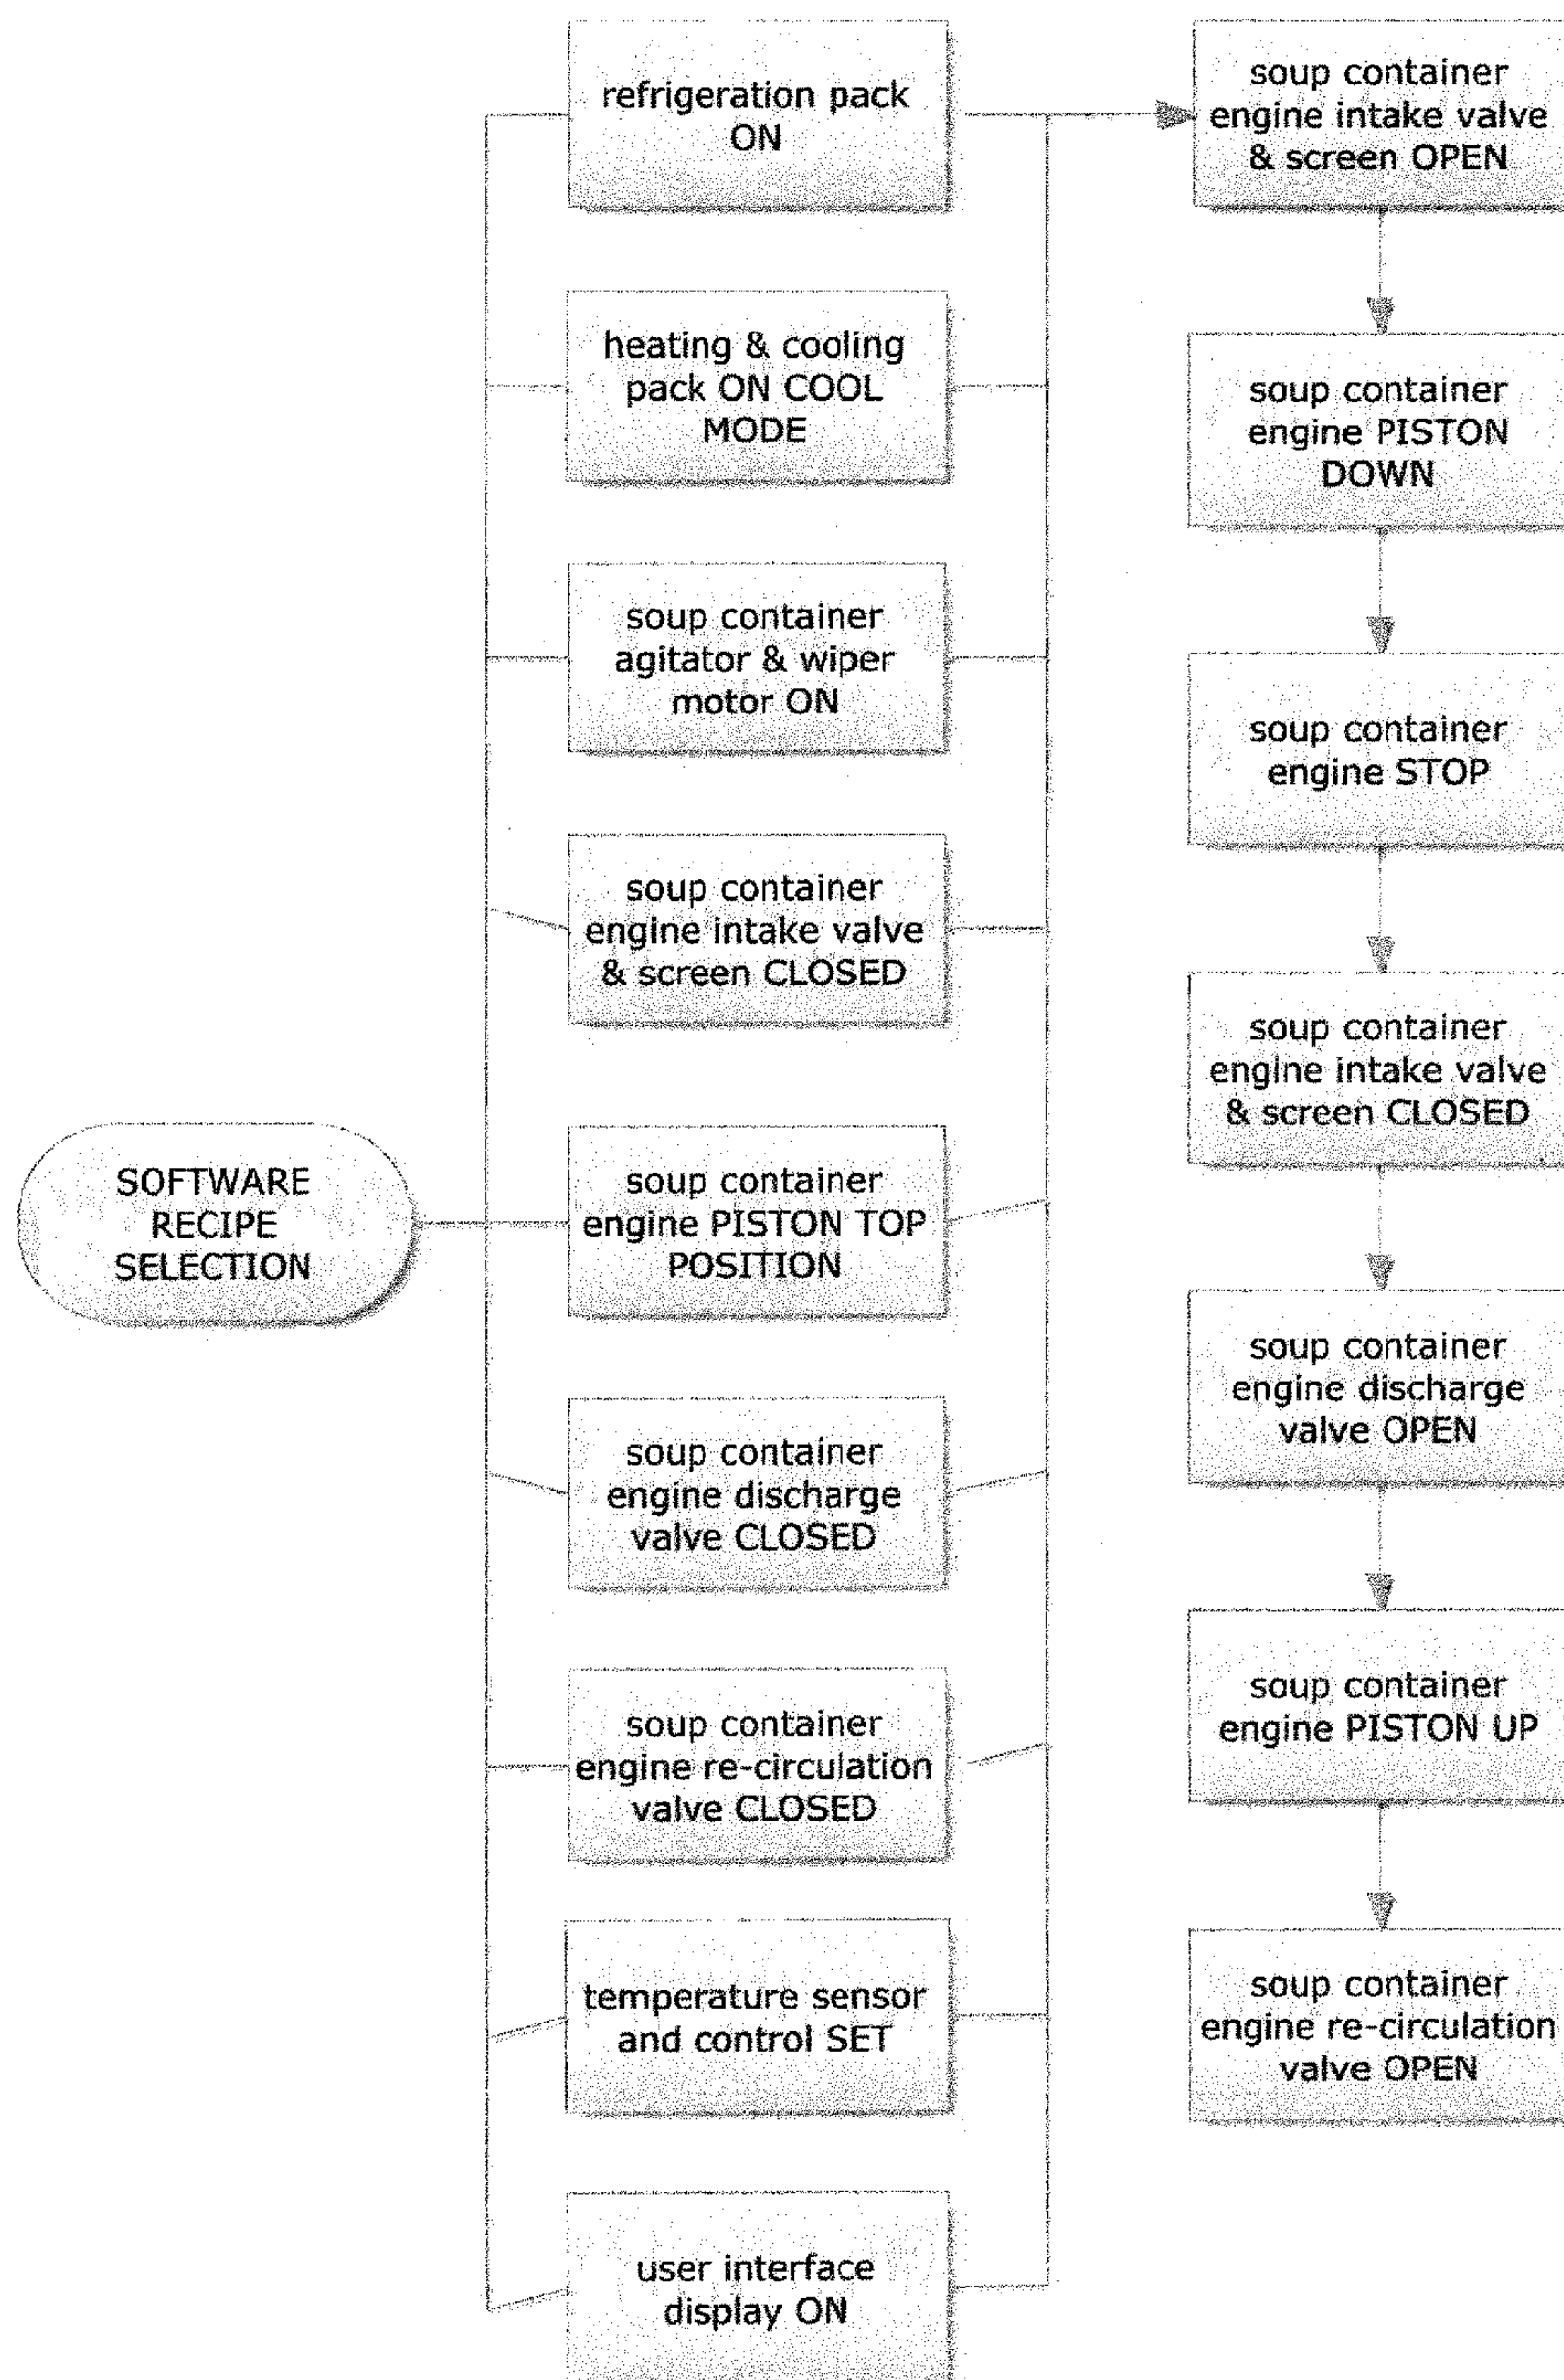 SOFTWARE
RECIPE
SELECTION
refrigeration pack
ON
heating & cooling
pack ON COOL
MODE
soup container
agitator & wiper
motor ON
soup container
engine intake valve
& screen CLOSED
soup container
engine PISTON TOP
POSITION
soup container
engine discharge
valve CLOSED
soup container
engine re-circulation
valve CLOSED
temperature sensor
and control SET
user interface
display ON
soup container
engine intake valve
& screen OPEN
soup container
engine PISTON
DOWN
soup container
engine STOP
soup container
engine intake valve
& screen CLOSED
soup container
engine discharge
valve OPEN
soup container
engine PISTON UP
soup container
engine re-circulation
valve OPEN